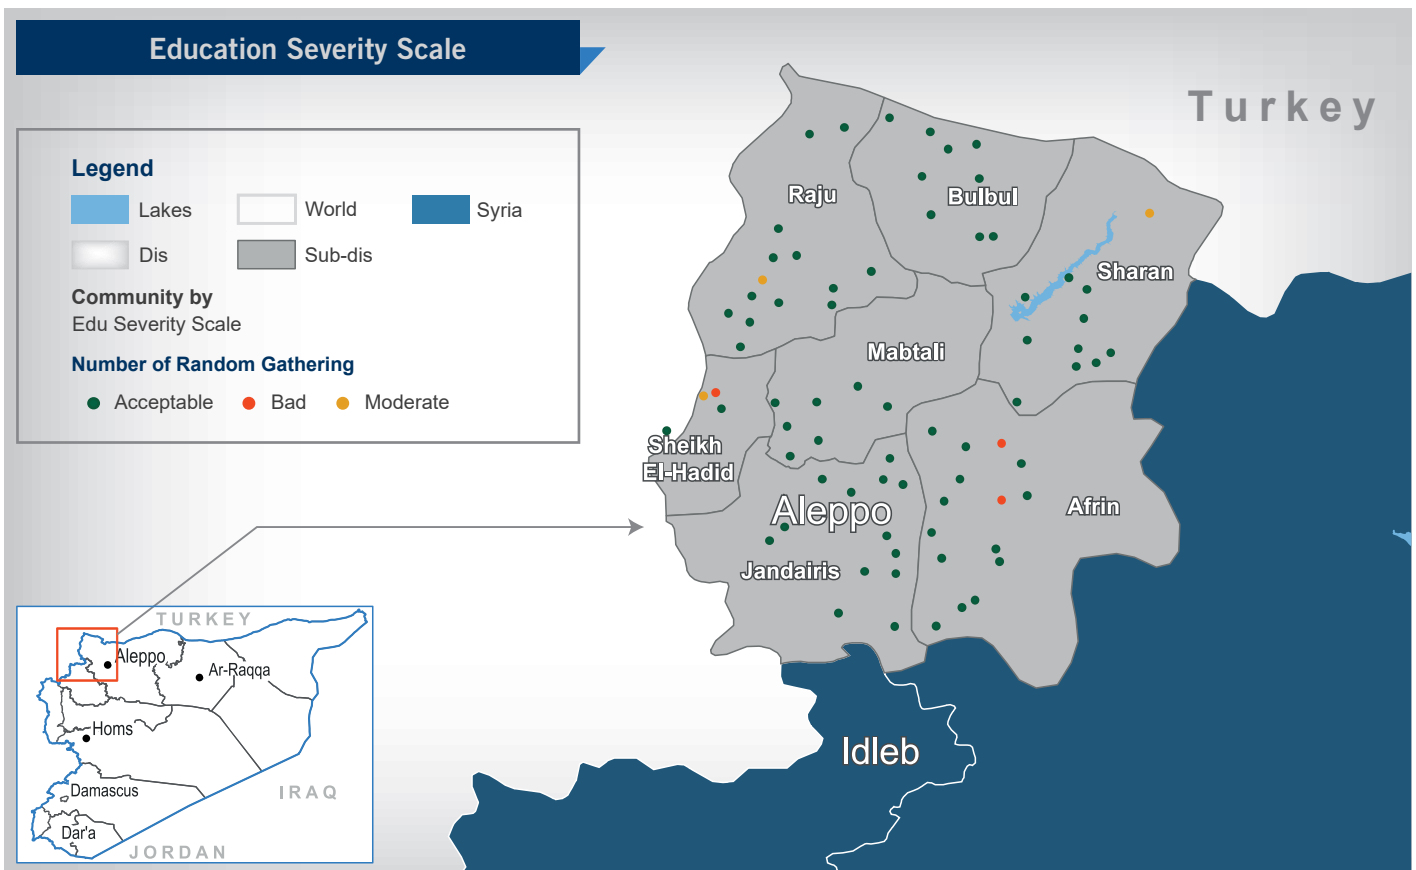 Education Severity Scale
Turkey
Legend
Lakes
World
Syria
Dis
Sub-dis
Community by
Edu Severity Scale
Number of Random Gathering
Acceptable
Bad
Moderate
Raju
Bulbul
Sharan
Mabtali
Sheikh
El-Hadid
Aleppo
Afrin
Jandairis
Idleb
TURKEY
Aleppo
Ar-Raqqa
Homs
Damascus
IRAQ
Dar'a
JORDAN